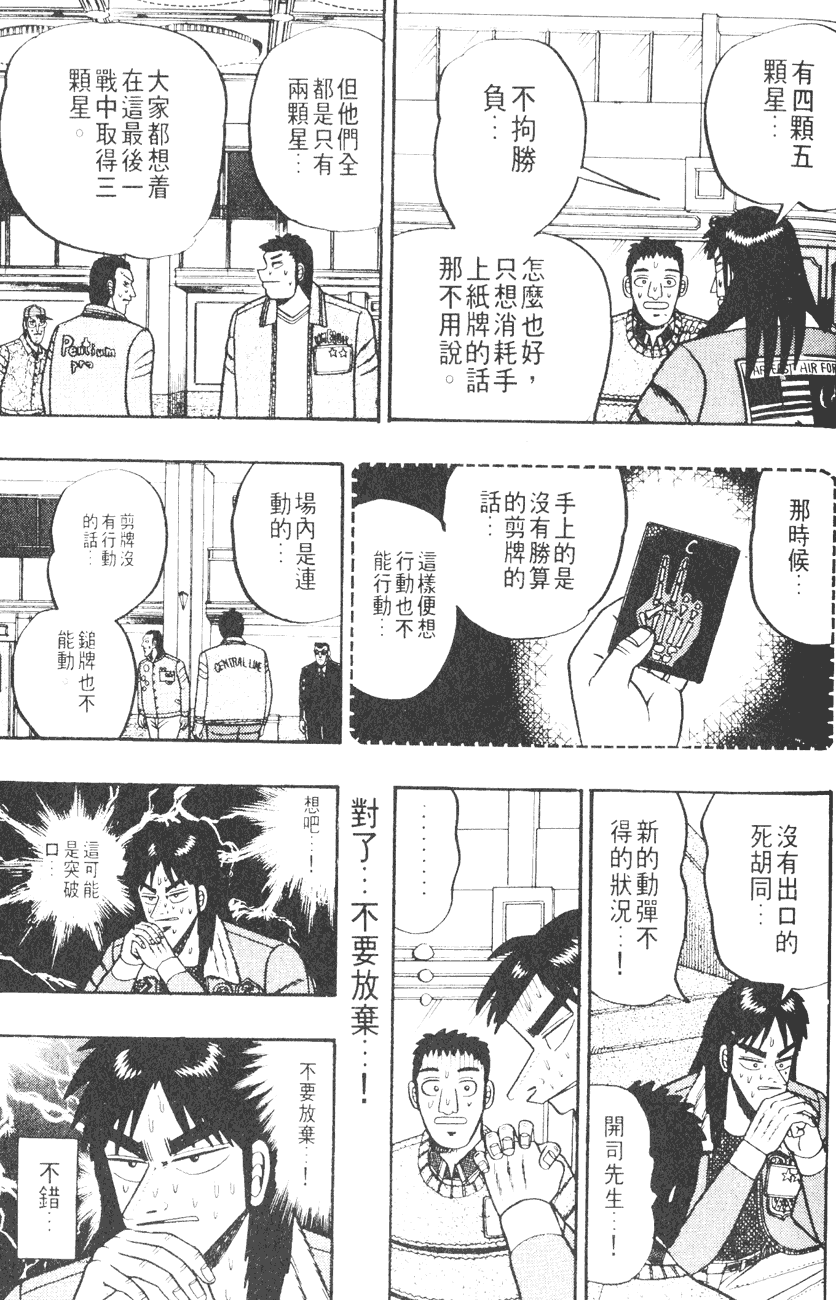 有四顆五
顆星…
不拘勝
負…
怎麼也好，
只想消耗手
上紙牌的話
那不用說。
AIR FOR
但他們全
都是只有
兩顆星…
大家都想着
在這最後一
戰中取得三
顆星。
Pentium
pro
那時候…
手上的是
沒有勝算
的剪牌的
話…
這樣便想
行動也不
能行動…
場內是連
動的…
剪牌沒
有行動
的話…
鎚牌也不
能動。
CENTRAL LINE
沒有出口的
死胡同…
新的動彈不
得的狀況…！
開司先生…！
………
對了…不要放棄…！
想吧…！
這可能
是突破
口…
不要放棄…！
不錯…